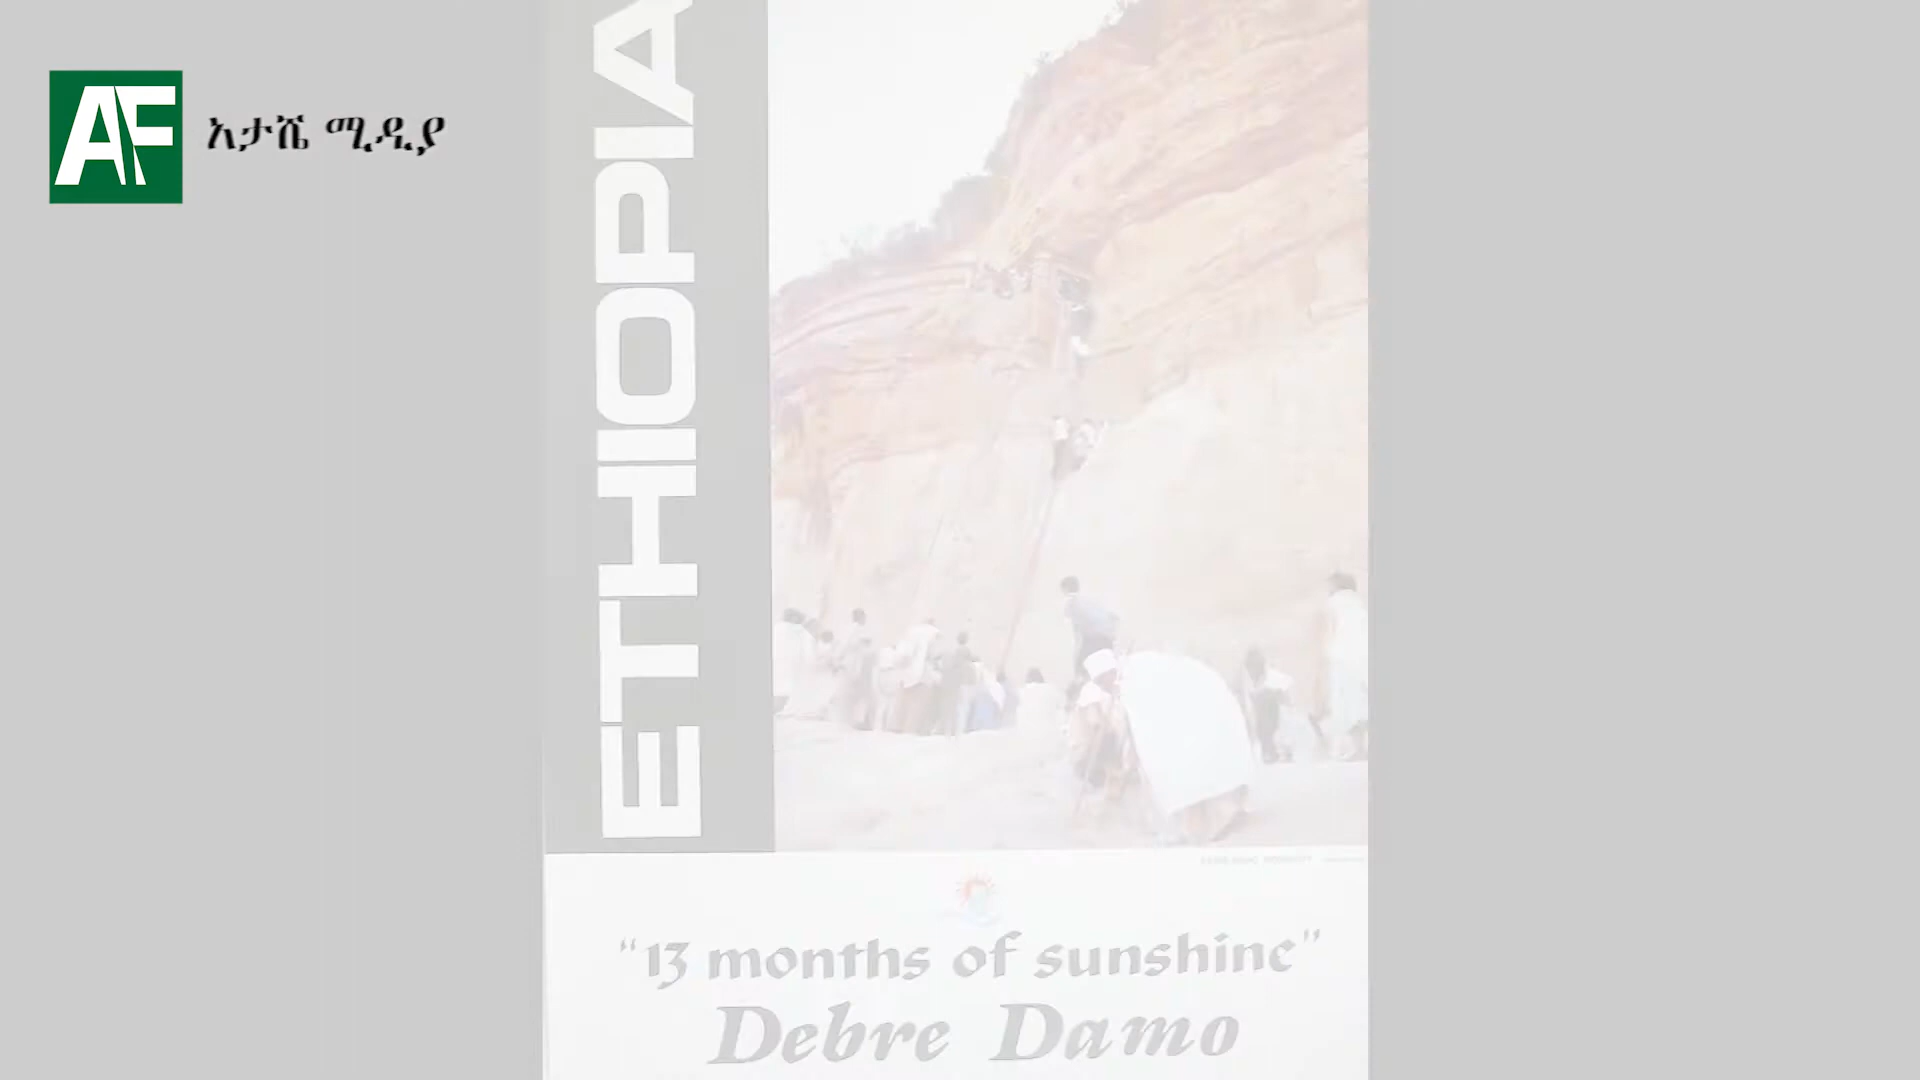 AF
አታሼ ሚዲያ
ETHIOPIA
"13 months of sunshine"
Debre Damo